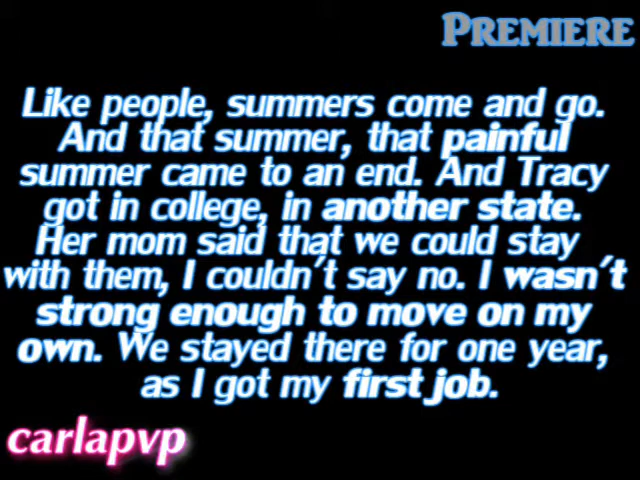 PREMIERE
Like people, summers come and go.
And that summer, that painful
summer came to an end. And Tracy
got in college, in another state.
Her mom said that we could stay
with them, I couldn't say no. I wasn't
strong enough to move on my
own. We stayed there for one year,
as I got my first job.
carlapvp